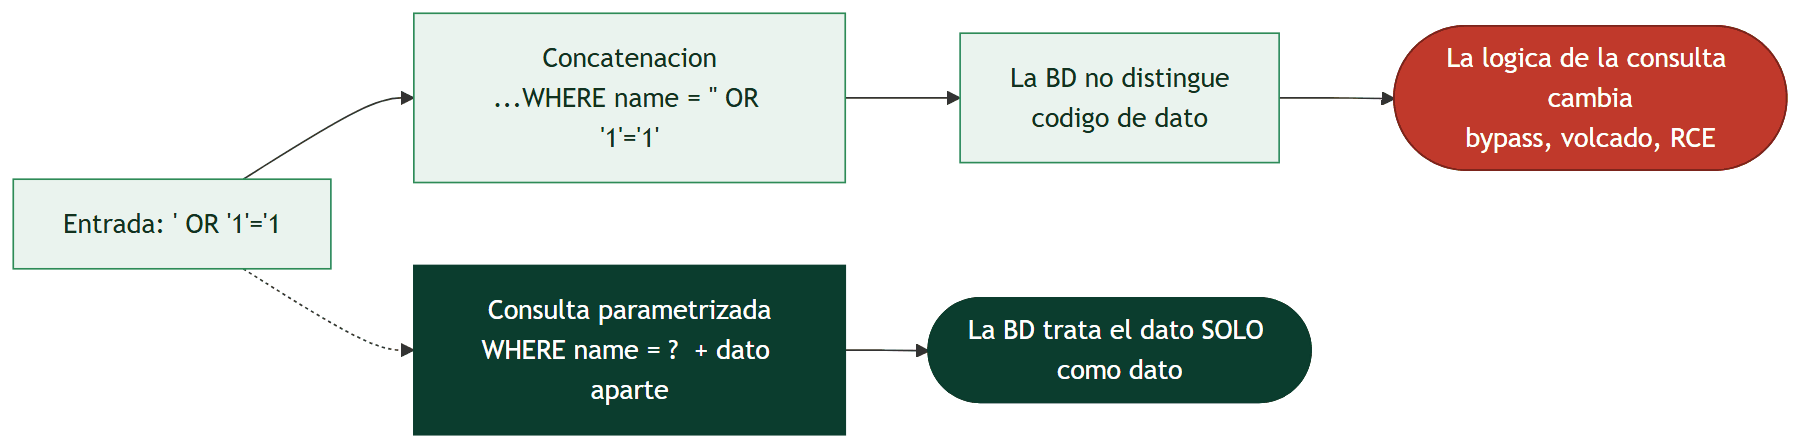 Entrada: ' OR '1'='1
Concatenacion
...WHERE name = '' OR
'1'='1'
La BD no distingue
codigo de dato
La logica de la consulta
cambia
bypass, volcado, RCE
Consulta parametrizada
WHERE name = ? + dato
aparte
La BD trata el dato SOLO
como dato